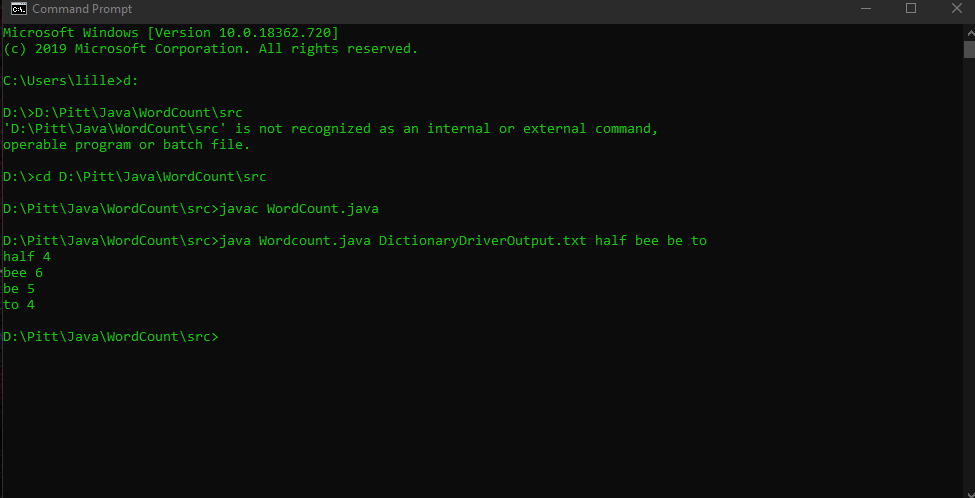 Command Prompt
Microsoft Windows [Version 10.0.18362.720]
(c) 2019 Microsoft Corporation. All rights reserved.
C:\Users\lille>d:
D:\>D:\Pitt\Java\WordCount\src
'D:\Pitt\Java\WordCount\src' is not recognized as an internal or external command,
operable program or batch file.
D:\>cd D:\Pitt\Java\WordCount\src
D:\Pitt\Java\WordCount\src>javac WordCount.java
D:\Pitt\Java\WordCount\src>java Wordcount.java DictionaryDriverOutput.txt half bee be to
half 4
bee 6
be 5
to 4
D:\Pitt\Java\WordCount\src>